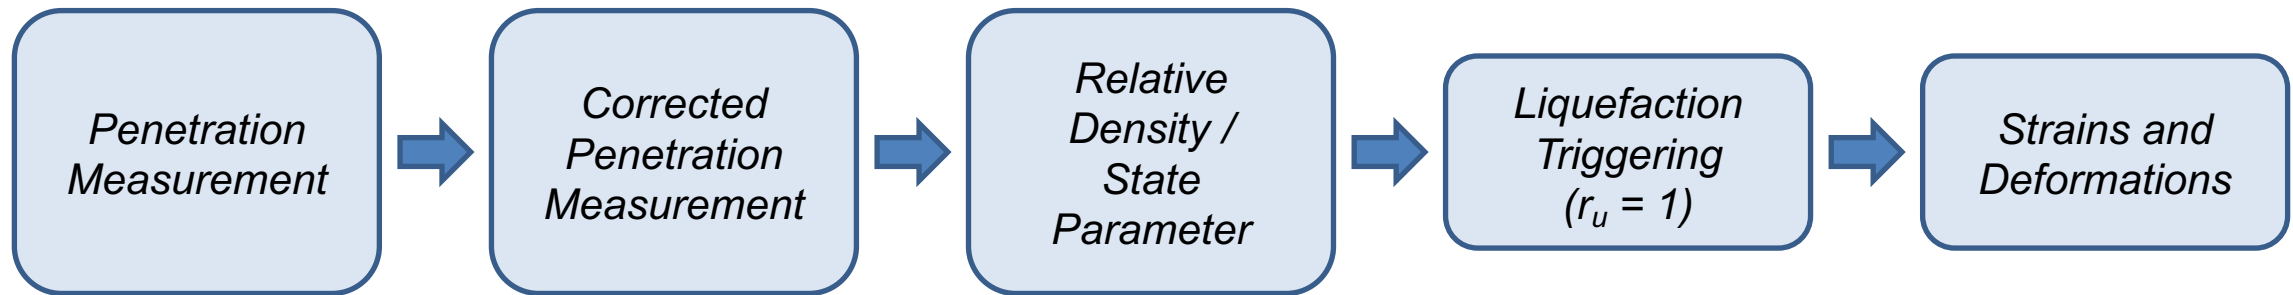 Penetration
Measurement
Corrected
Penetration
Measurement
Relative
Density /
State
Parameter
Liquefaction
Triggering
(rᵤ = 1)
Strains and
Deformations